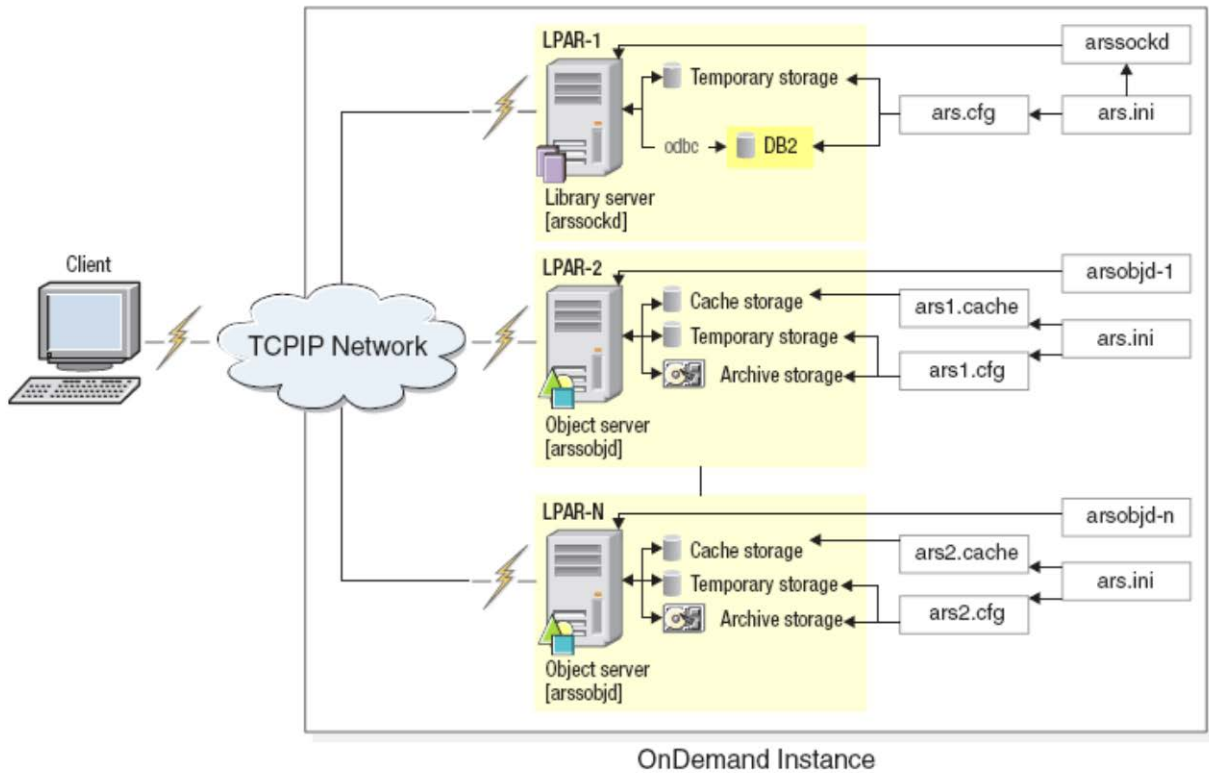 LPAR-1
arssockd
Temporary storage
ars.cfg
ars.ini
odbc
DB2
Library server
[arssockd]
Client
TCPIP Network
LPAR-2
arsobjd-1
Cache storage
ars1.cache
Temporary storage
ars.ini
Archive storage
ars1.cfg
Object server
[arssobjd]
LPAR-N
arsobjd-n
Cache storage
ars2.cache
Temporary storage
ars.ini
Archive storage
ars2.cfg
Object server
[arssobjd]
OnDemand Instance